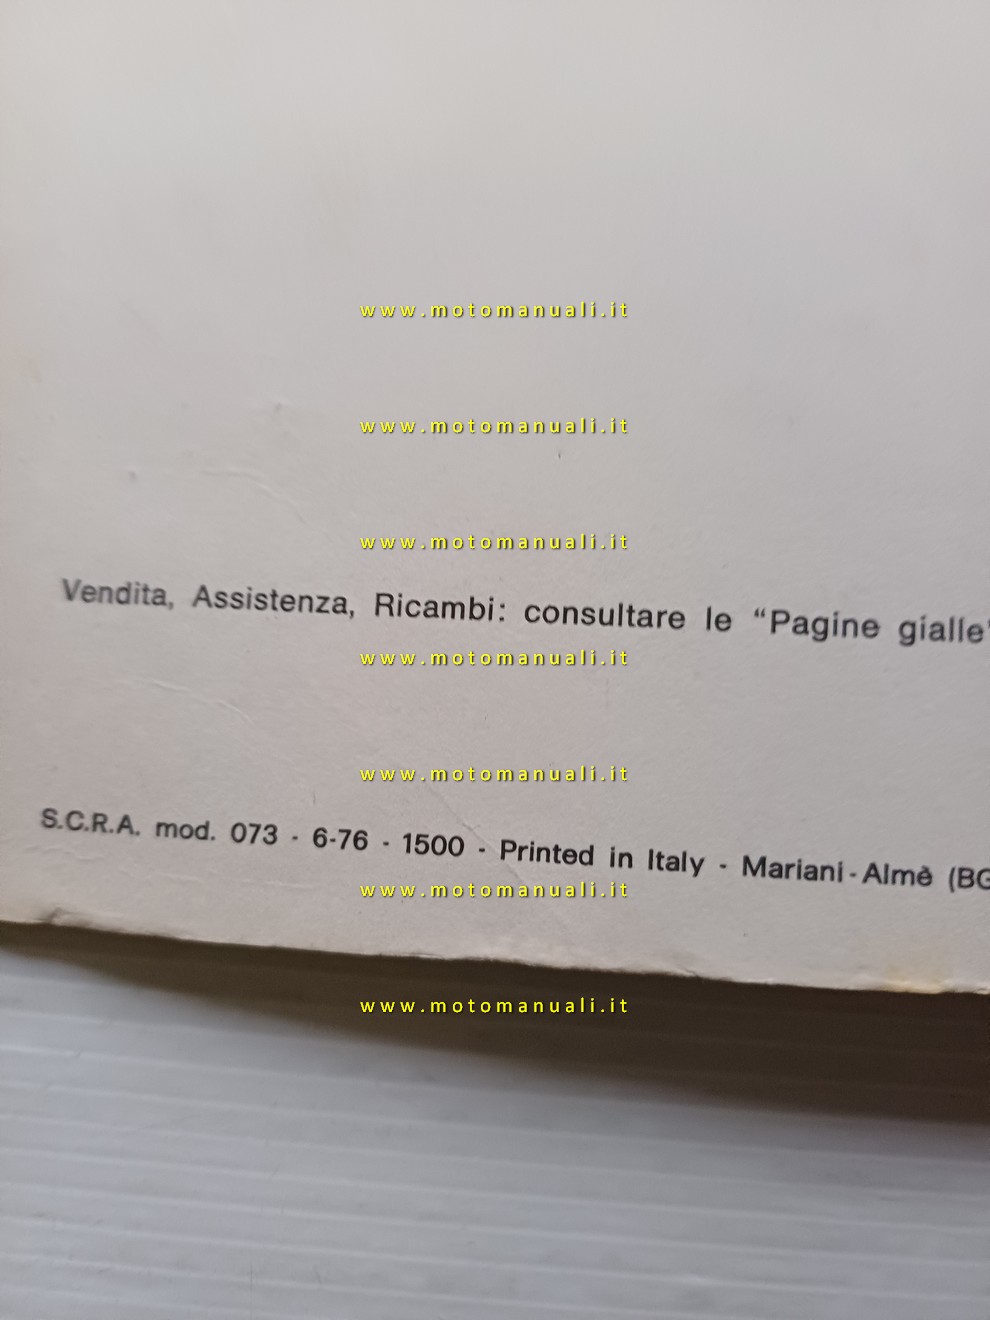 www.motomanuali.it
www.motomanuali.it
www.motomanuali.it
Vendita, Assistenza, Ricambi: consultare le “Pagine gialle”
www.motomanuali.it
www.motomanuali.it
S.C.R.A. mod. 073 - 6-76 - 1500 - Printed in Italy - Mariani - Almè (BG
www.motomanuali.it
www.motomanuali.it